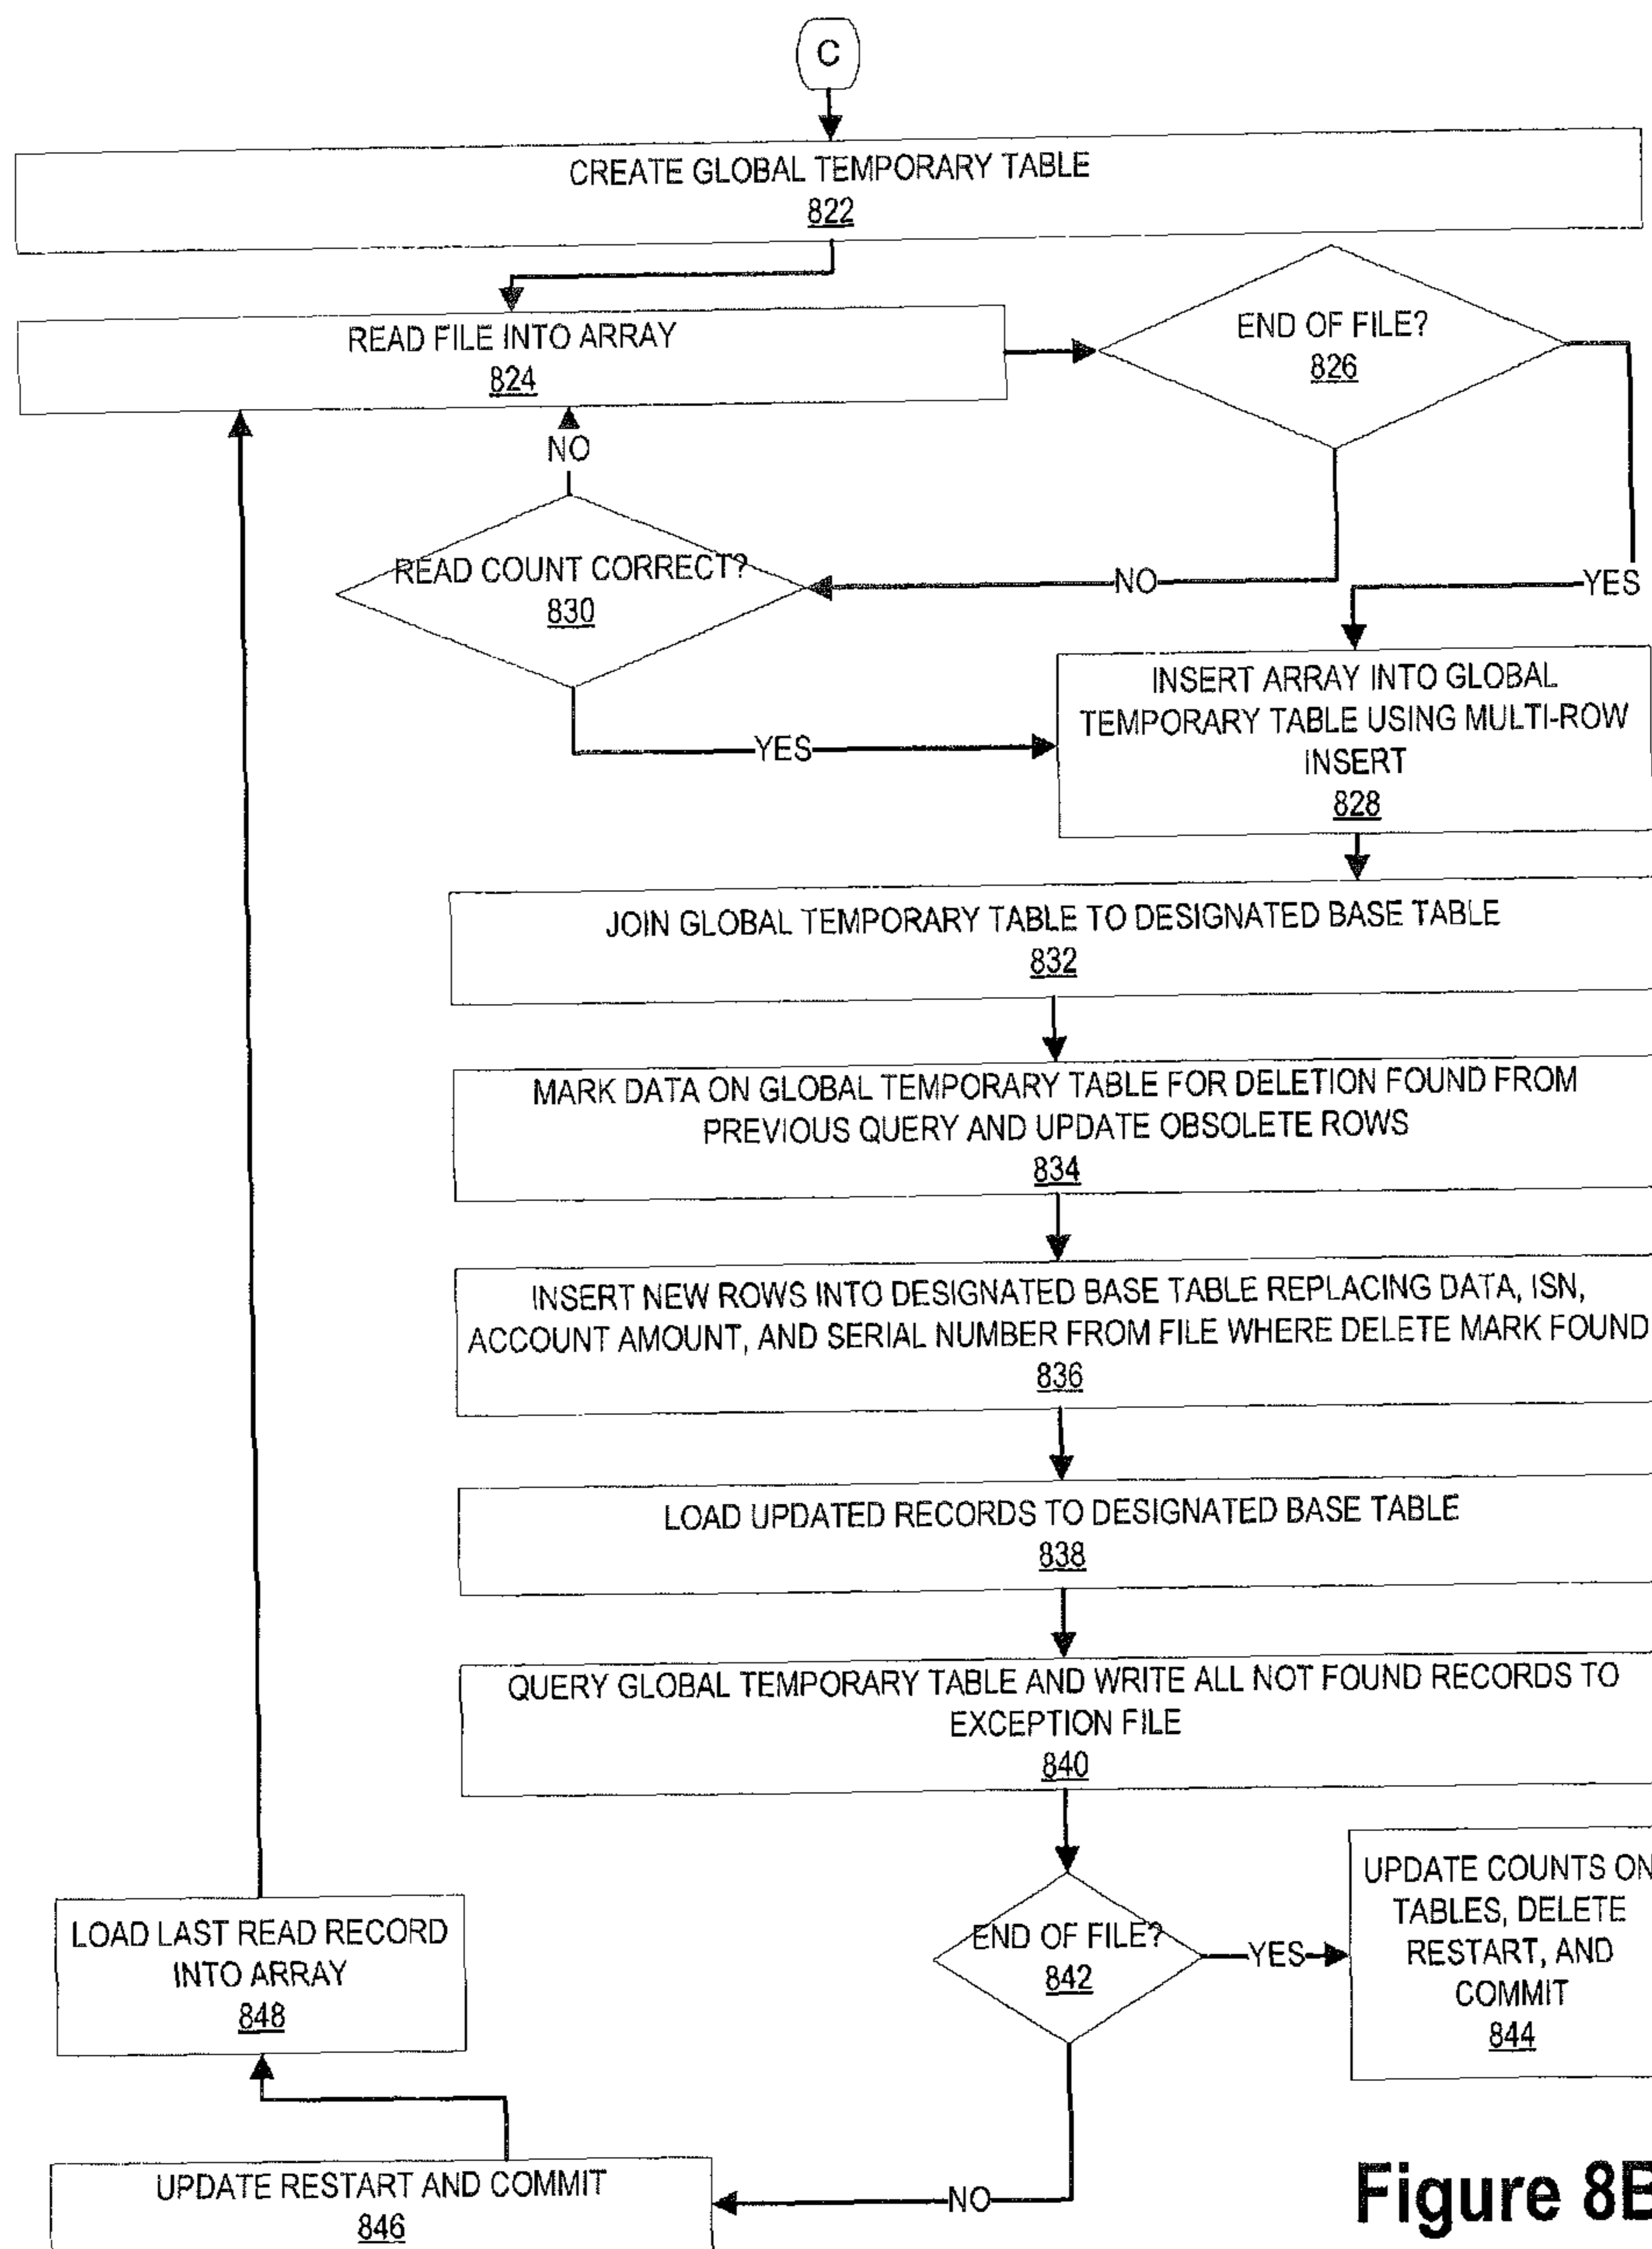 C
CREATE GLOBAL TEMPORARY TABLE
822
READ FILE INTO ARRAY
824
END OF FILE?
826
NO
READ COUNT CORRECT?
830
NO
YES
INSERT ARRAY INTO GLOBAL
TEMPORARY TABLE USING MULTI-ROW
INSERT
828
YES
JOIN GLOBAL TEMPORARY TABLE TO DESIGNATED BASE TABLE
832
MARK DATA ON GLOBAL TEMPORARY TABLE FOR DELETION FOUND FROM
PREVIOUS QUERY AND UPDATE OBSOLETE ROWS
834
INSERT NEW ROWS INTO DESIGNATED BASE TABLE REPLACING DATA, ISN,
ACCOUNT AMOUNT, AND SERIAL NUMBER FROM FILE WHERE DELETE MARK FOUND
836
LOAD UPDATED RECORDS TO DESIGNATED BASE TABLE
838
QUERY GLOBAL TEMPORARY TABLE AND WRITE ALL NOT FOUND RECORDS TO
EXCEPTION FILE
840
END OF FILE?
842
YES
UPDATE COUNTS ON
TABLES, DELETE
RESTART, AND
COMMIT
844
LOAD LAST READ RECORD
INTO ARRAY
848
NO
UPDATE RESTART AND COMMIT
846
Figure 8B